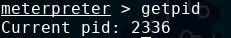 meterpreter > getpid
Current pid: 2336